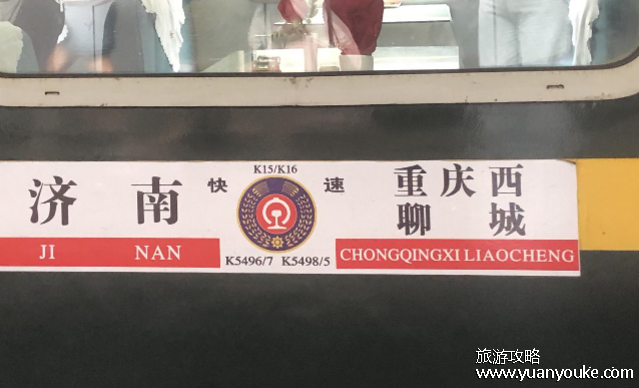 K15/K16
济南 快速 重庆西
聊城
JI NAN CHONGQINGXI LIAOCHENG
K5496/7 K5498/5
旅游攻略
www.yuanyouke.com